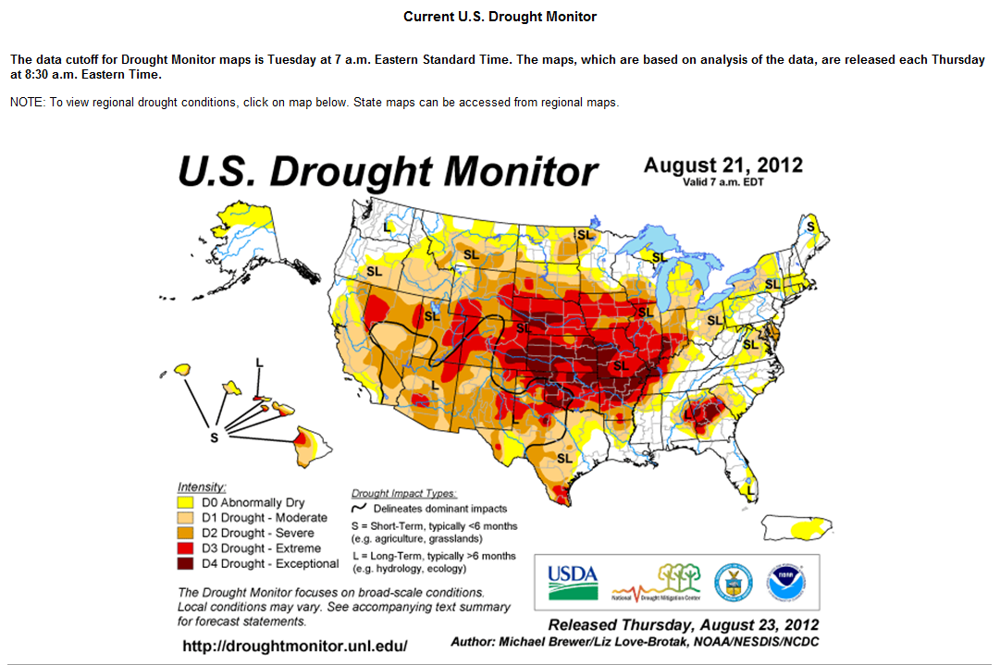 Current U.S. Drought Monitor
The data cutoff for Drought Monitor maps is Tuesday at 7 a.m. Eastern Standard Time. The maps, which are based on analysis of the data, are released each Thursday
at 8:30 a.m. Eastern Time.
NOTE: To view regional drought conditions, click on map below. State maps can be accessed from regional maps.
U.S. Drought Monitor
August 21, 2012
Valid 7 a.m. EDT
L
SL
S
SL
SL
SL
SL
SL
SL
SL
SL
SL
SL
L
L
L
L
SL
L
S
Intensity:
D0 Abnormally Dry
D1 Drought - Moderate
D2 Drought - Severe
D3 Drought - Extreme
D4 Drought - Exceptional
Drought Impact Types:
Delineates dominant impacts
S = Short-Term, typically <6 months
(e.g. agriculture, grasslands)
L = Long-Term, typically >6 months
(e.g. hydrology, ecology)
The Drought Monitor focuses on broad-scale conditions.
Local conditions may vary. See accompanying text summary
for forecast statements.
http://droughtmonitor.unl.edu/
USDA
National Drought Mitigation Center
NOAA
Released Thursday, August 23, 2012
Author: Michael Brewer/Liz Love-Brotak, NOAA/NESDIS/NCDC